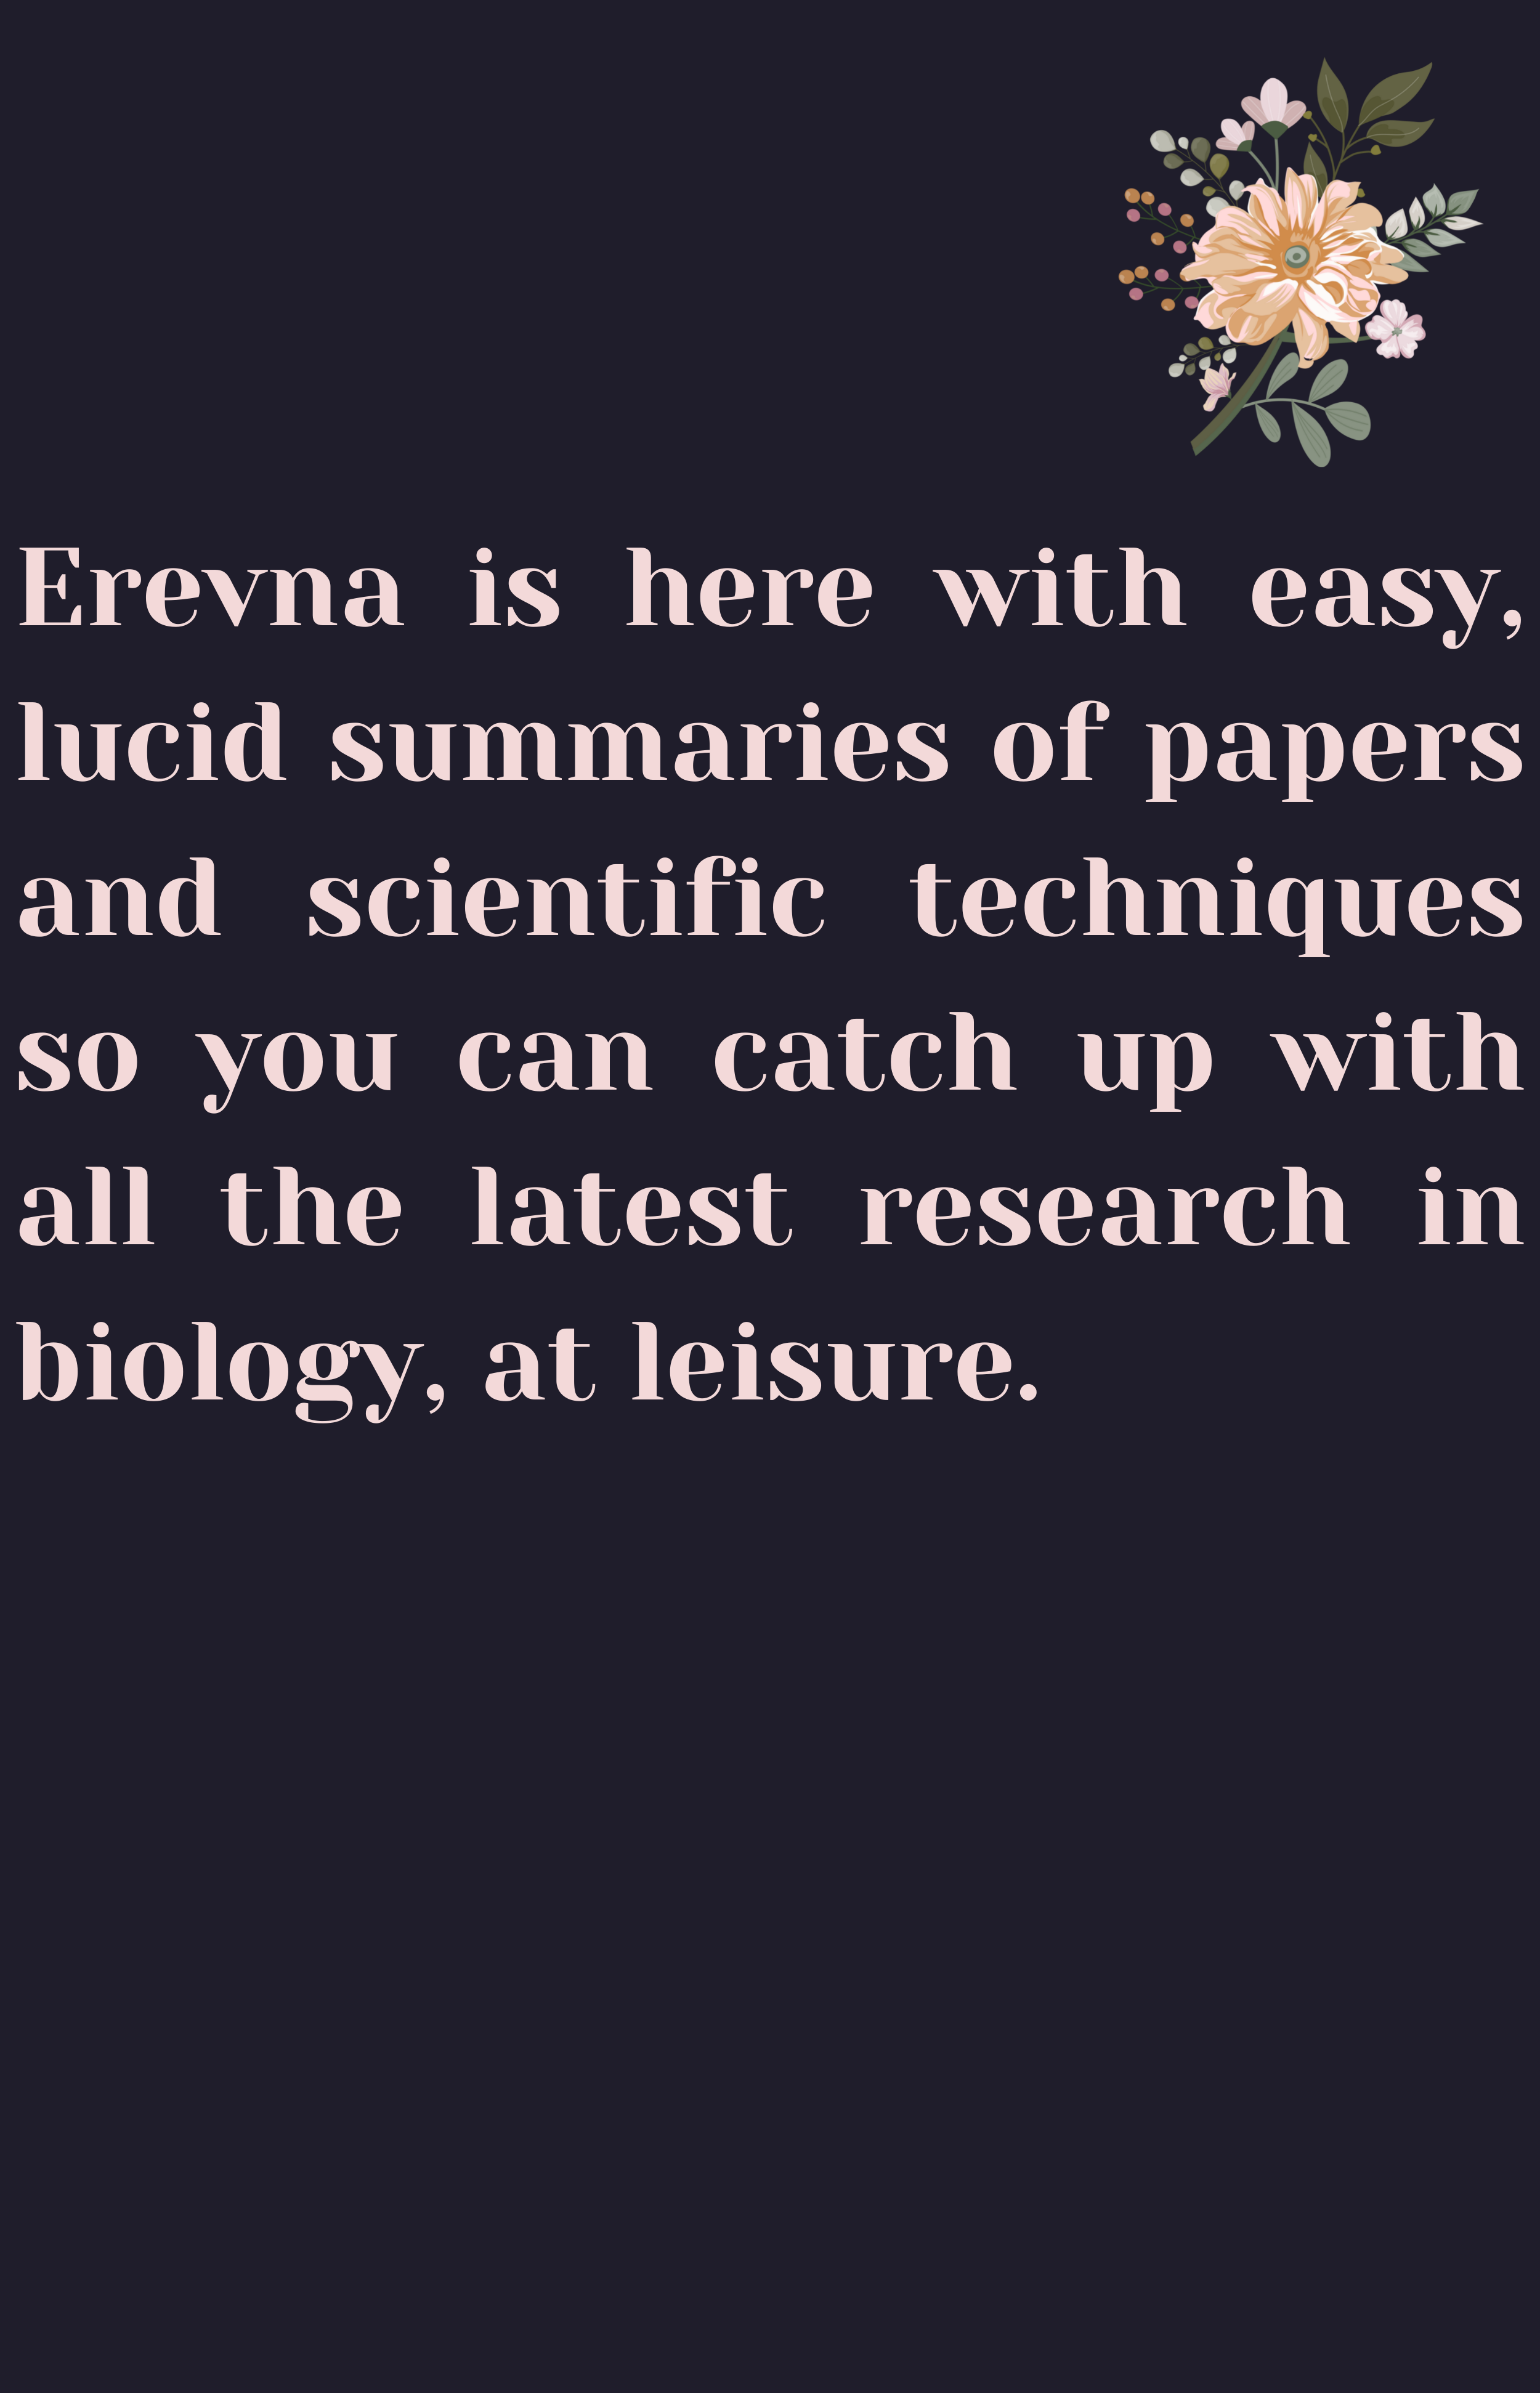 Erevna is here with easy,
lucid summaries of papers
and scientific techniques
so you can catch up with
all the latest research in
biology, at leisure.